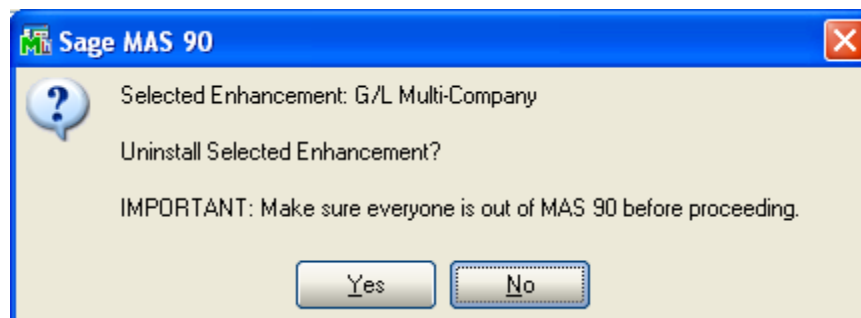 Sage MAS 90
Selected Enhancement: G/L Multi-Company
Uninstall Selected Enhancement?
IMPORTANT: Make sure everyone is out of MAS 90 before proceeding.
Yes No